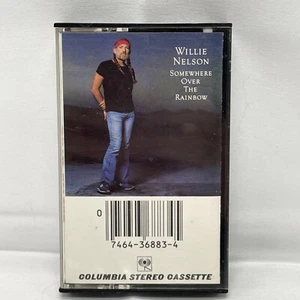 WILLIE
NELSON
SOMEWHERE
OVER
THE
RAINBOW
0
7464-36883-4
COLUMBIA STEREO CASSETTE